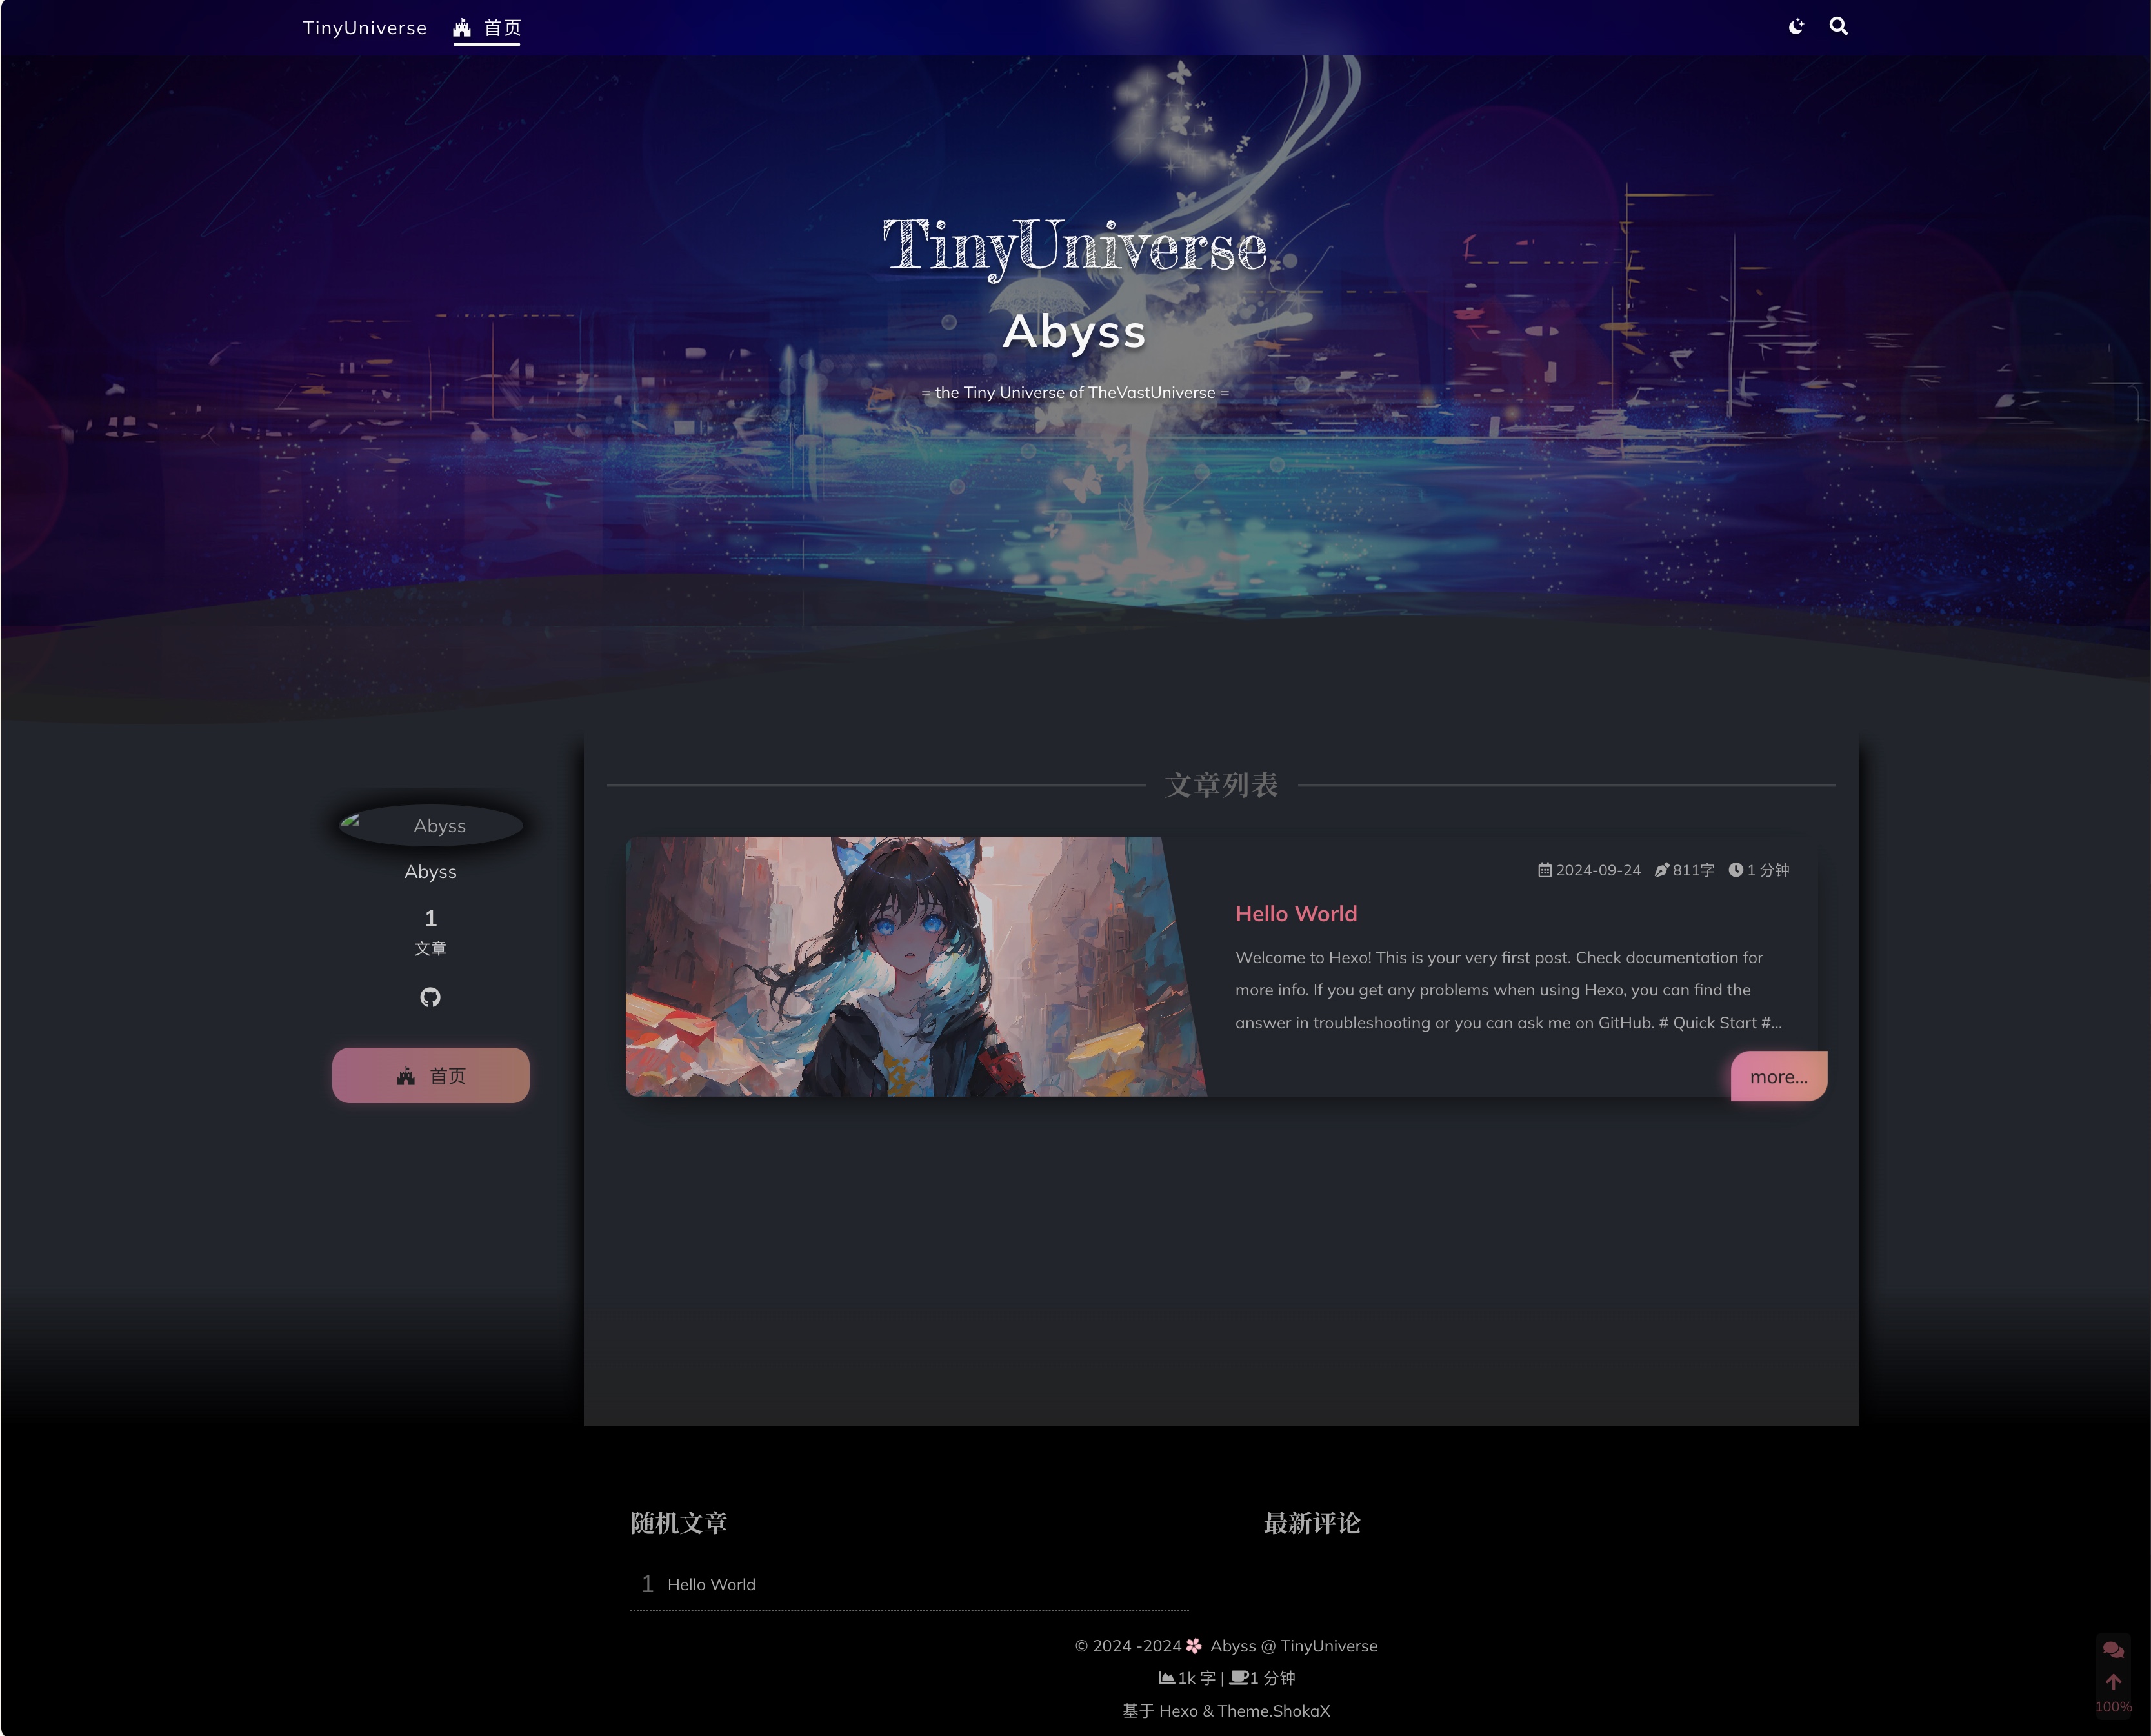 TinyUniverse 首页
TinyUniverse
Abyss
= the Tiny Universe of TheVastUniverse =
文章列表
Abyss
Abyss
1
文章
首页
2024-09-24 811字 1 分钟
Hello World
Welcome to Hexo! This is your very first post. Check documentation for
more info. If you get any problems when using Hexo, you can find the
answer in troubleshooting or you can ask me on GitHub. # Quick Start #...
more...
随机文章
1 Hello World
最新评论
© 2024 -2024 Abyss @ TinyUniverse
1k 字 | 1 分钟
基于 Hexo & Theme.ShokaX
100%